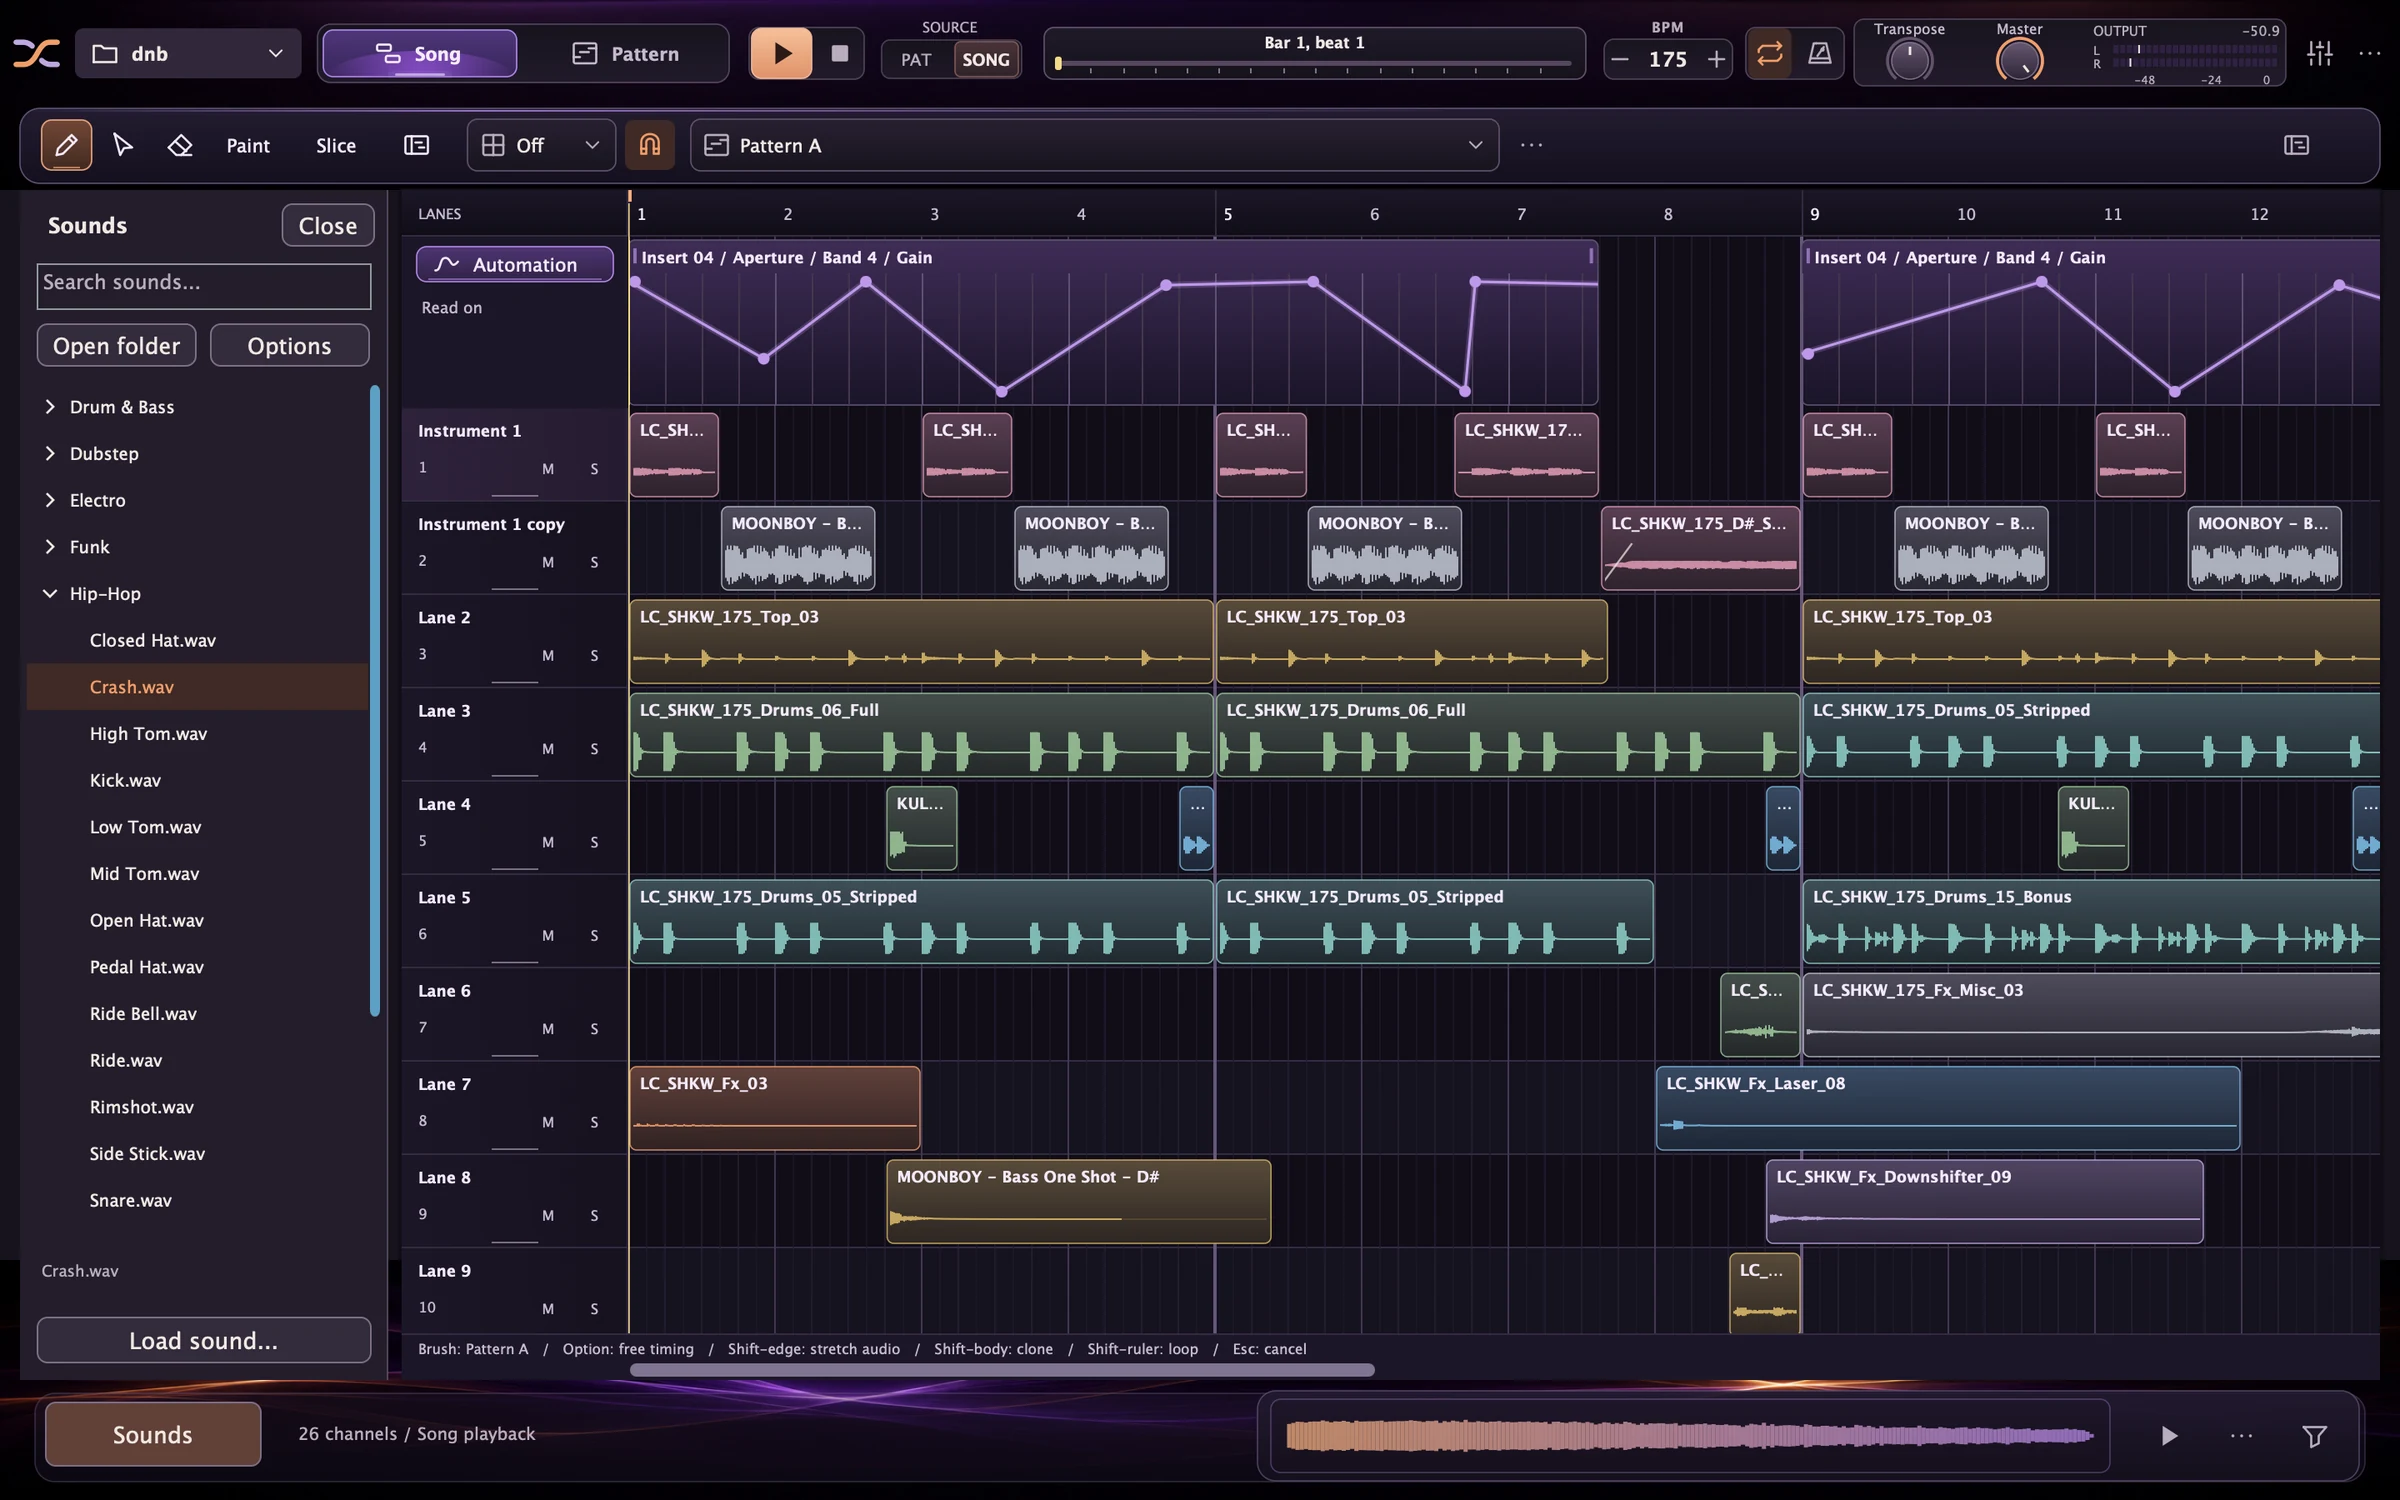 dnb
Song
Pattern
SOURCE
PAT
SONG
Bar 1, beat 1
BPM
175
Transpose
Master
OUTPUT
-50.9
L
R
-48
-24
0
Paint
Slice
Off
Pattern A
Sounds
Close
Search sounds...
Open folder
Options
Drum & Bass
Dubstep
Electro
Funk
Hip-Hop
Closed Hat.wav
Crash.wav
High Tom.wav
Kick.wav
Low Tom.wav
Mid Tom.wav
Open Hat.wav
Pedal Hat.wav
Ride Bell.wav
Ride.wav
Rimshot.wav
Side Stick.wav
Snare.wav
Crash.wav
Load sound...
LANES
1 2 3 4 5 6 7 8 9 10 11 12
Automation
Read on
Insert 04 / Aperture / Band 4 / Gain
Insert 04 / Aperture / Band 4 / Gain
Instrument 1
1 M S
LC_SH...
LC_SH...
LC_SH...
LC_SHKW_17...
LC_SH...
LC_SH...
Instrument 1 copy
2 M S
MOONBOY - B...
MOONBOY - B...
MOONBOY - B...
LC_SHKW_175_D#_S...
MOONBOY - B...
MOONBOY - B...
Lane 2
3 M S
LC_SHKW_175_Top_03
LC_SHKW_175_Top_03
LC_SHKW_175_Top_03
Lane 3
4 M S
LC_SHKW_175_Drums_06_Full
LC_SHKW_175_Drums_06_Full
LC_SHKW_175_Drums_05_Stripped
Lane 4
5 M S
KUL...
...
...
KUL...
...
Lane 5
6 M S
LC_SHKW_175_Drums_05_Stripped
LC_SHKW_175_Drums_05_Stripped
LC_SHKW_175_Drums_15_Bonus
Lane 6
7 M S
LC_S...
LC_SHKW_175_Fx_Misc_03
Lane 7
8 M S
LC_SHKW_Fx_03
LC_SHKW_Fx_Laser_08
Lane 8
9 M S
MOONBOY - Bass One Shot - D#
LC_SHKW_Fx_Downshifter_09
Lane 9
10 M S
LC_...
Brush: Pattern A / Option: free timing / Shift-edge: stretch audio / Shift-body: clone / Shift-ruler: loop / Esc: cancel
Sounds
26 channels / Song playback